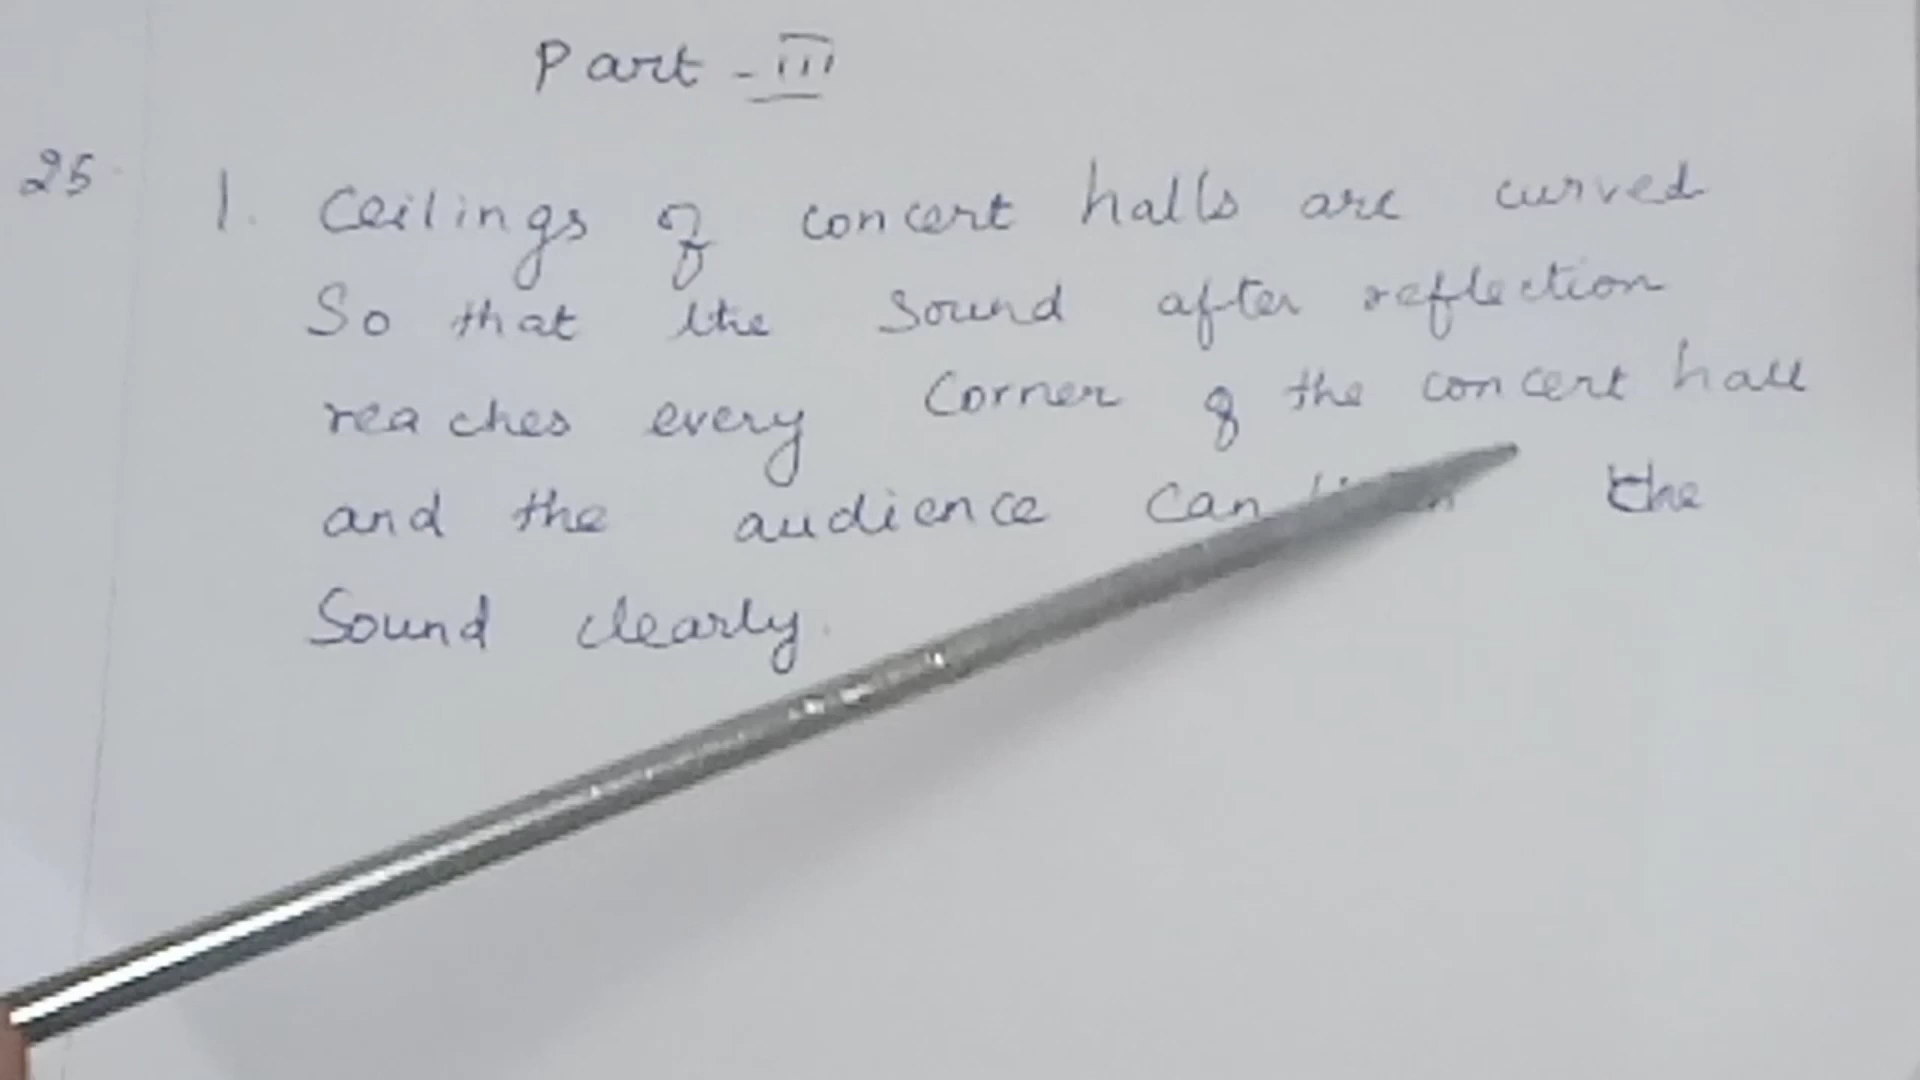 Part - III
25. 1. Ceilings of concert halls are curved
So that the Sound after reflection
reaches every Corner of the concert hall
and the audience can the
Sound clearly.